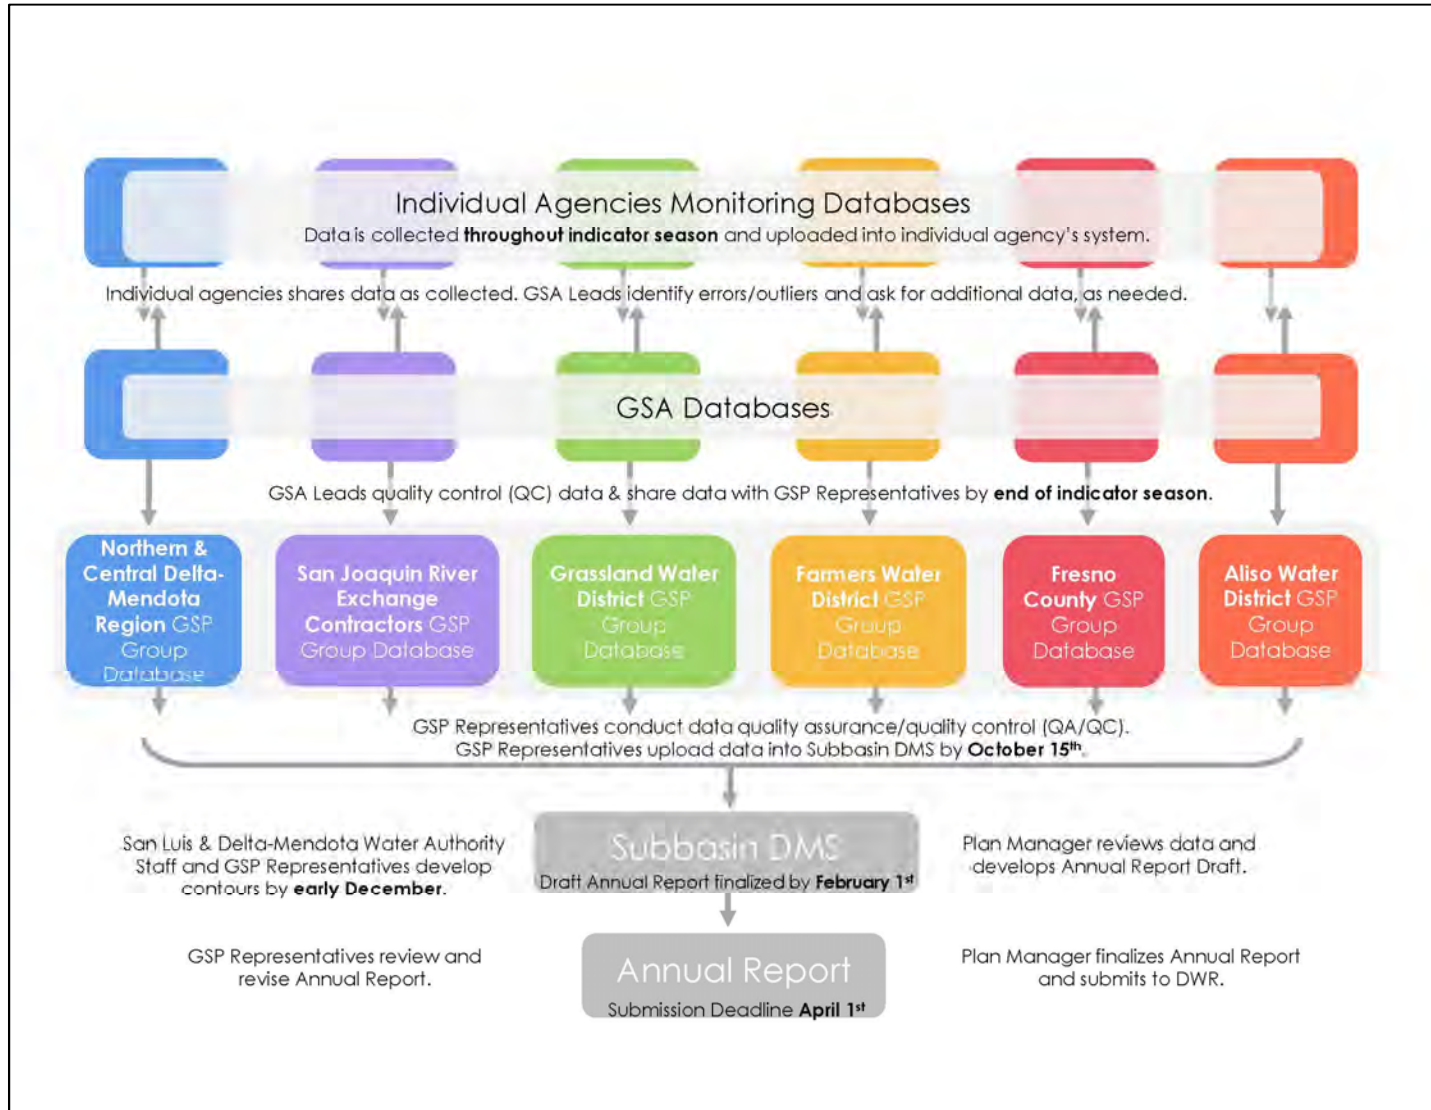 Individual Agencies Monitoring Databases
Data is collected throughout indicator season and uploaded into individual agency's system.
Individual agencies shares data as collected. GSA Leads identify errors/outliers and ask for additional data, as needed.
GSA Databases
GSA Leads quality control (QC) data & share data with GSP Representatives by end of indicator season.
Northern &
Central Delta-
Mendota
Region GSP
Group
Database
San Joaquin River
Exchange
Contractors GSP
Group Database
Grassland Water
District GSP
Group
Database
Farmers Water
District GSP
Group
Database
Fresno
County GSP
Group
Database
Aliso Water
District GSP
Group
Database
GSP Representatives conduct data quality assurance/quality control (QA/QC).
GSP Representatives upload data into Subbasin DMS by October 15th.
San Luis & Delta-Mendota Water Authority
Staff and GSP Representatives develop
contours by early December.
Subbasin DMS
Draft Annual Report finalized by February 1st
Plan Manager reviews data and
develops Annual Report Draft.
GSP Representatives review and
revise Annual Report.
Annual Report
Submission Deadline April 1st
Plan Manager finalizes Annual Report
and submits to DWR.